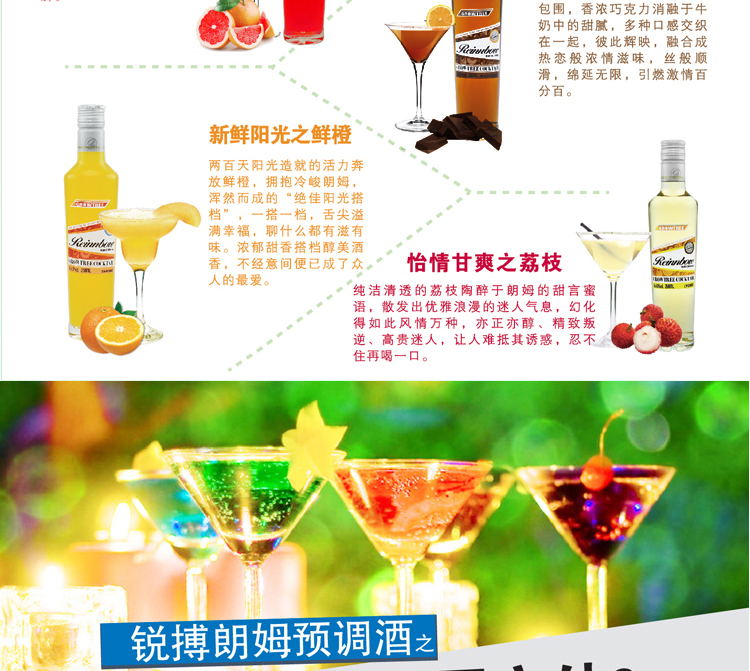 包围，香浓巧克力消融于牛
奶中的甜腻，多种口感交织
在一起，彼此辉映，融合成
热恋般浓情滋味，丝般顺
滑，绵延无限，引燃激情百
分百。
新鲜阳光之鲜橙
两百天阳光造就的活力奔
放鲜橙，拥抱冷峻朗姆，
浑然而成的“绝佳阳光搭
档”，一搭一档，舌尖溢
满幸福，聊什么都有滋有
味。浓郁甜香搭档醇美酒
香，不经意间便已成了众
人的最爱。
怡情甘爽之荔枝
纯洁清透的荔枝陶醉于朗姆的甜言蜜
语，散发出优雅浪漫的迷人气息，幻化
得如此风情万种，亦正亦醇、精致叛
逆、高贵迷人，让人难抵其诱惑，忍不
住再喝一口。
Reinnbow
Reinnbow
Reinnbow
锐搏朗姆预调酒之